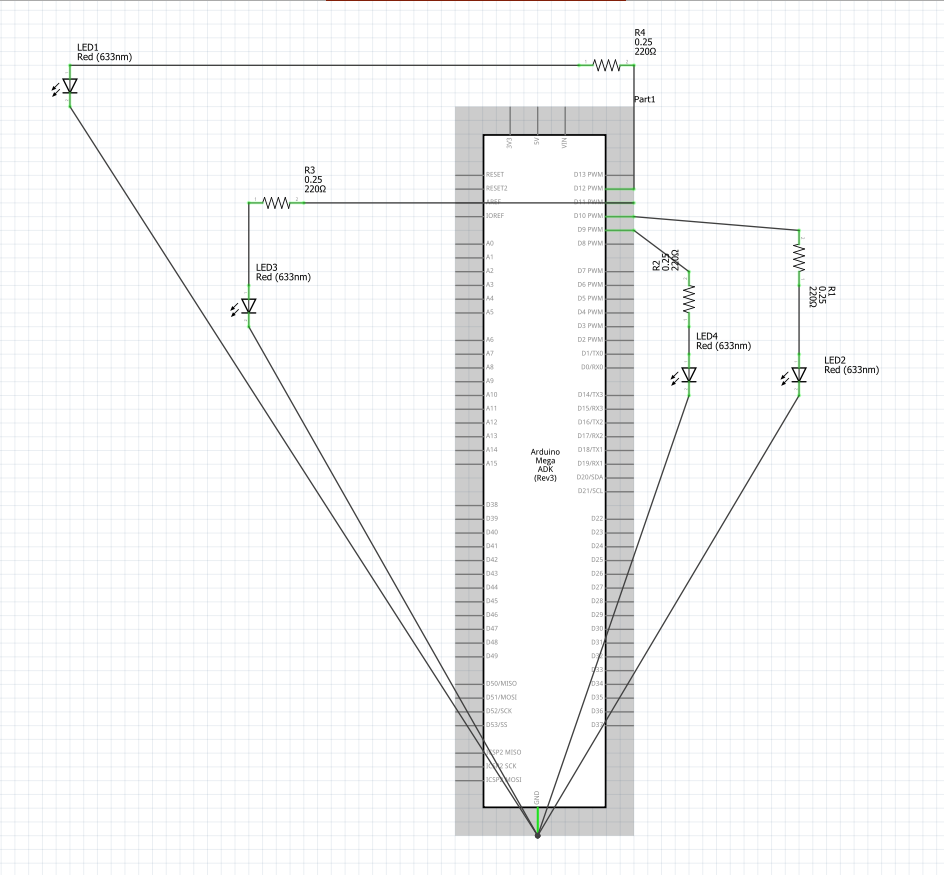 R4
0.25
220Ω
LED1
Red (633nm)
Part1
3V3
5V
VIN
R3
0.25
220Ω
RESET
RESET2
AREF
IOREF
A0
A1
A2
A3
A4
A5
A6
A7
A8
A9
A10
A11
A12
A13
A14
A15
D38
D39
D40
D41
D42
D43
D44
D45
D46
D47
D48
D49
D50/MISO
D51/MOSI
D52/SCK
D53/SS
ICSP2 MISO
ICSP2 SCK
ICSP2 MOSI
D13 PWM
D12 PWM
D11 PWM
D10 PWM
D9 PWM
D8 PWM
D7 PWM
D6 PWM
D5 PWM
D4 PWM
D3 PWM
D2 PWM
D1/TX0
D0/RX0
D14/TX3
D15/RX3
D16/TX2
D17/RX2
D18/TX1
D19/RX1
D20/SDA
D21/SCL
D22
D23
D24
D25
D26
D27
D28
D29
D30
D31
D32
D33
D34
D35
D36
D37
Arduino
Mega
ADK
(Rev3)
GND
LED3
Red (633nm)
R2
0.25
220Ω
R1
0.25
220Ω
LED4
Red (633nm)
LED2
Red (633nm)